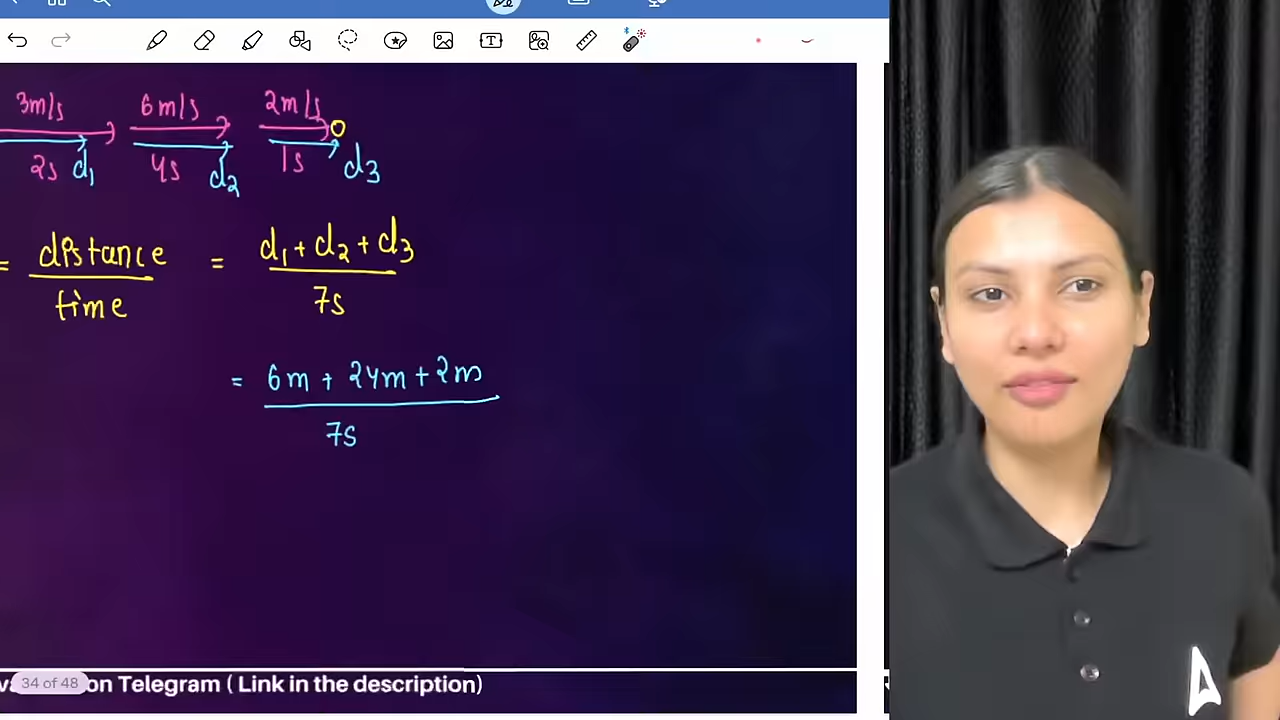 3m/s 6m/s 2m/s
2s d₁ 4s d₂ 1s d₃
= distance / time = d₁ + d₂ + d₃ / 7s
= 6m + 24m + 2m / 7s
34 of 48 on Telegram ( Link in the description)